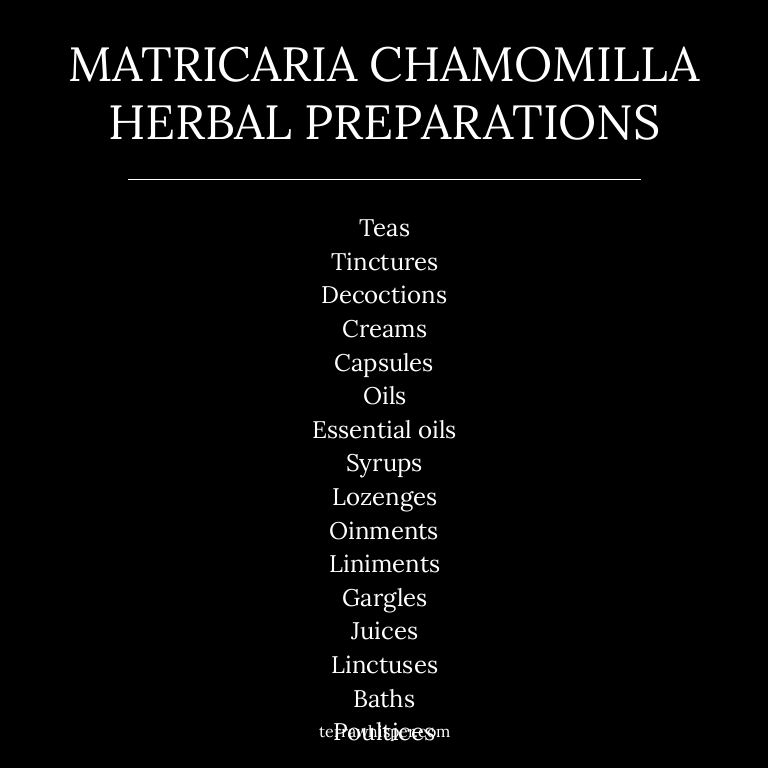 MATRICARIA CHAMOMILLA
HERBAL PREPARATIONS
Teas
Tinctures
Decoctions
Creams
Capsules
Oils
Essential oils
Syrups
Lozenges
Oinments
Liniments
Gargles
Juices
Linctuses
Baths
Poultices
terrawhisper.com